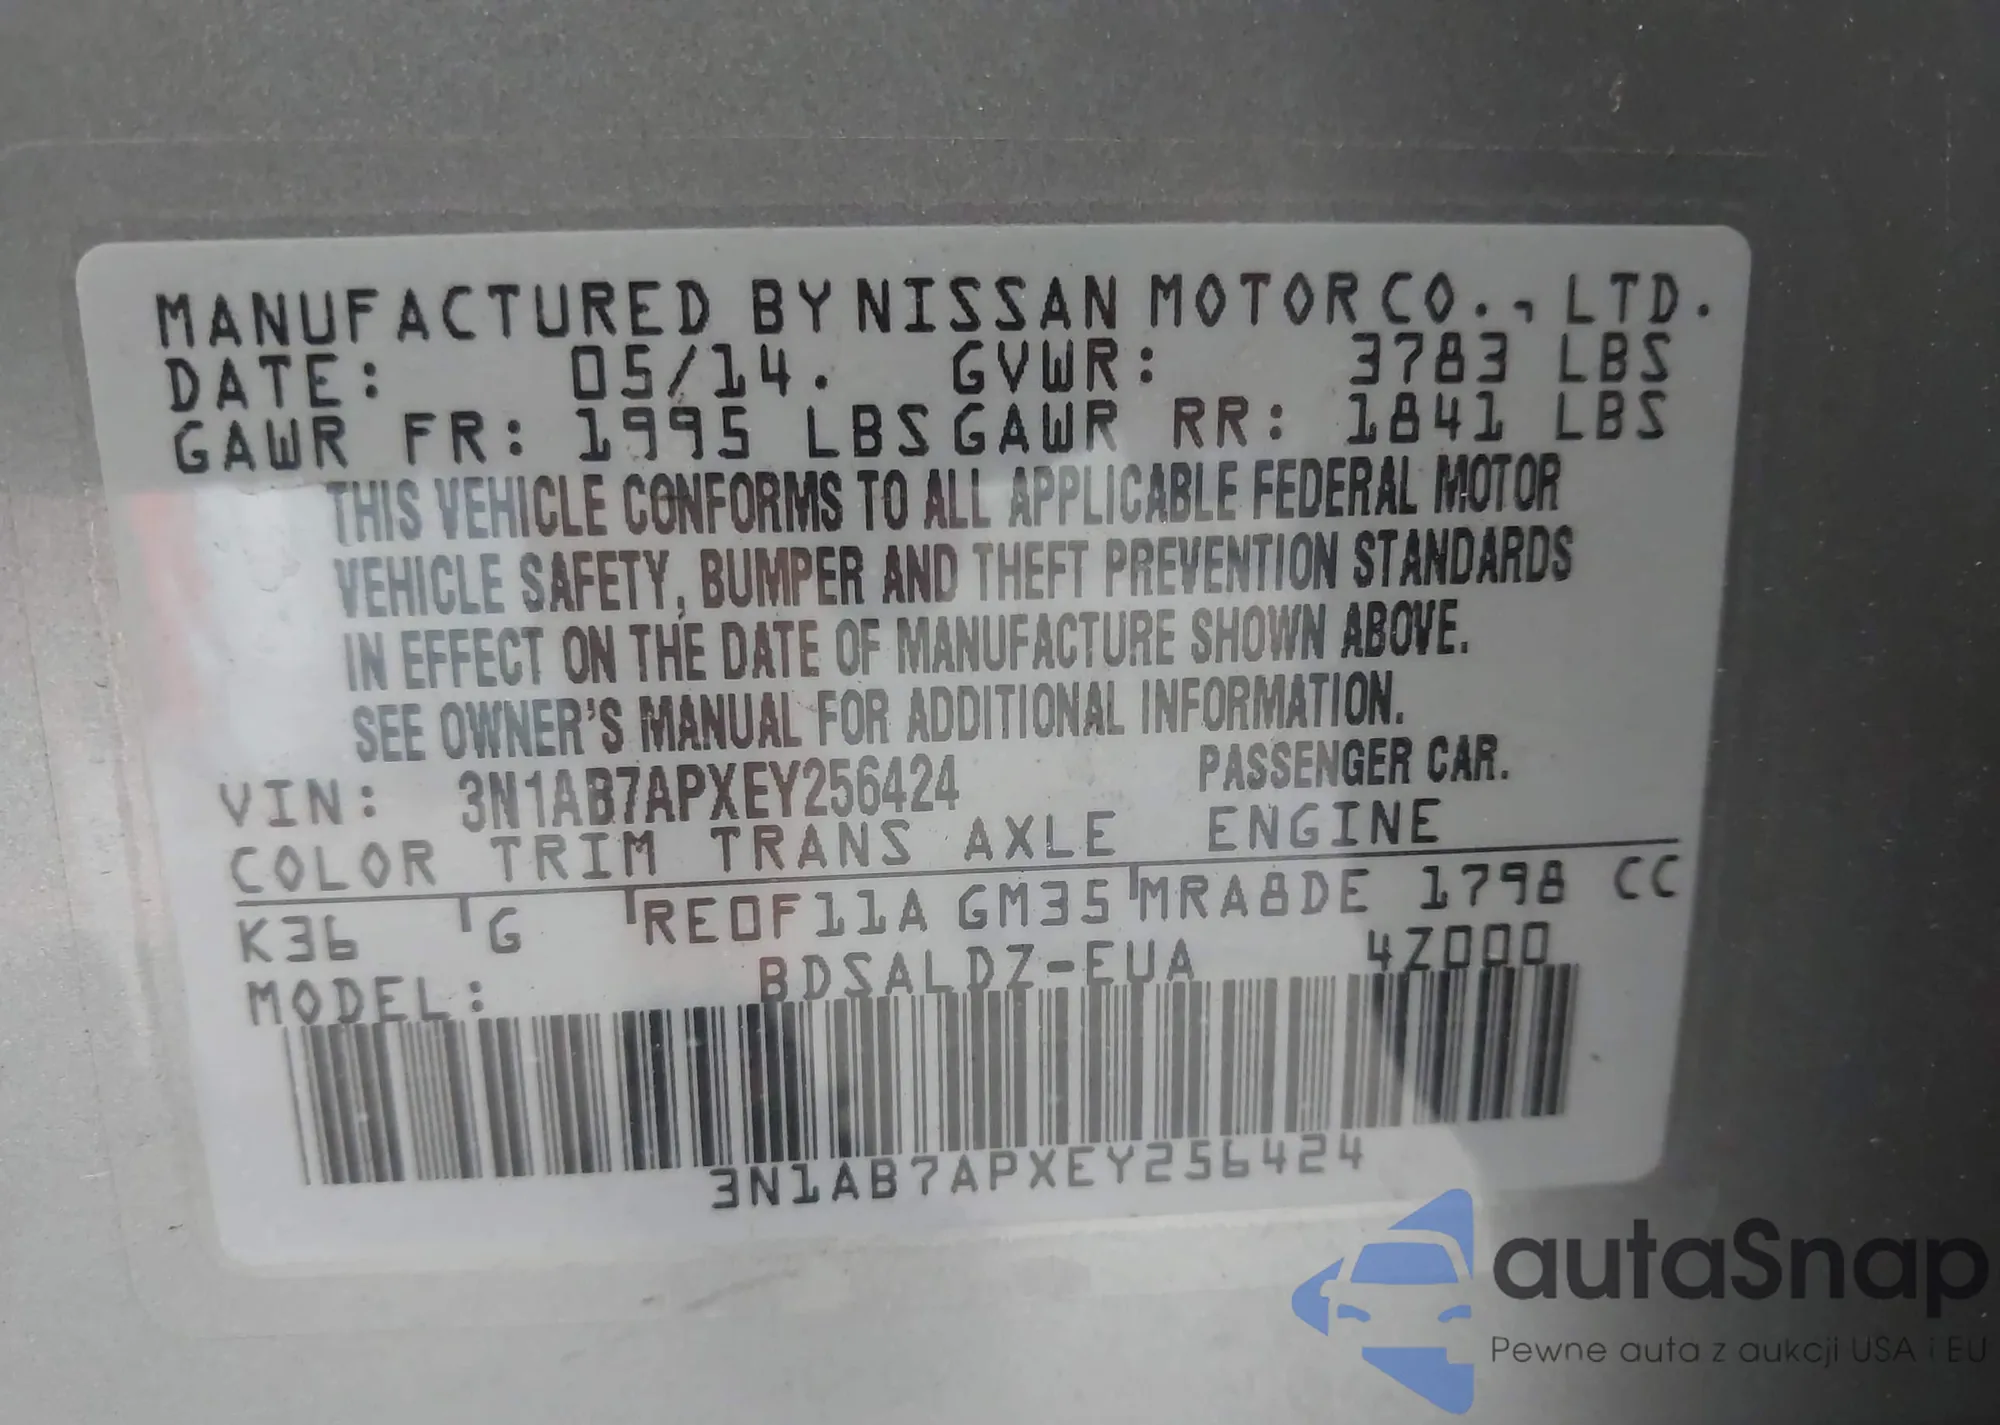 MANUFACTURED BY NISSAN MOTOR CO., LTD.
DATE: 05/14. GVWR: 3783 LBS
GAWR FR: 1995 LBS GAWR RR: 1841 LBS
THIS VEHICLE CONFORMS TO ALL APPLICABLE FEDERAL MOTOR
VEHICLE SAFETY, BUMPER AND THEFT PREVENTION STANDARDS
IN EFFECT ON THE DATE OF MANUFACTURE SHOWN ABOVE.
SEE OWNER'S MANUAL FOR ADDITIONAL INFORMATION.
VIN: 3N1AB7APXEY256424 PASSENGER CAR.
COLOR TRIM TRANS AXLE ENGINE
K36 G RE0F11A GM35 MRA8DE 1798 CC
MODEL: BDSALDZ-EUA 4Z000
3N1AB7APXEY256424
autaSnap
Pewne auta z aukcji USA i EU